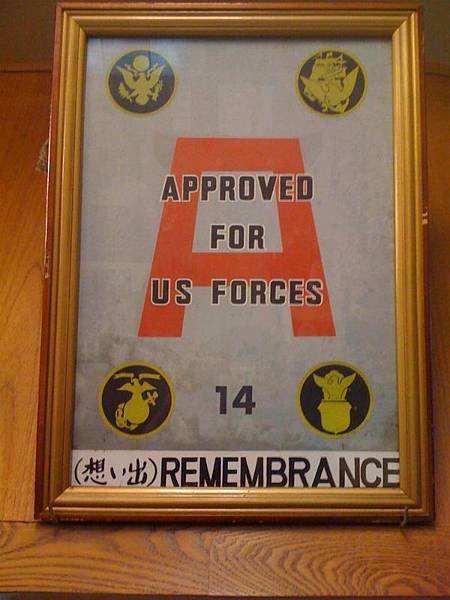 A
APPROVED
FOR
US FORCES
14
(想い出)REMEMBRANCE